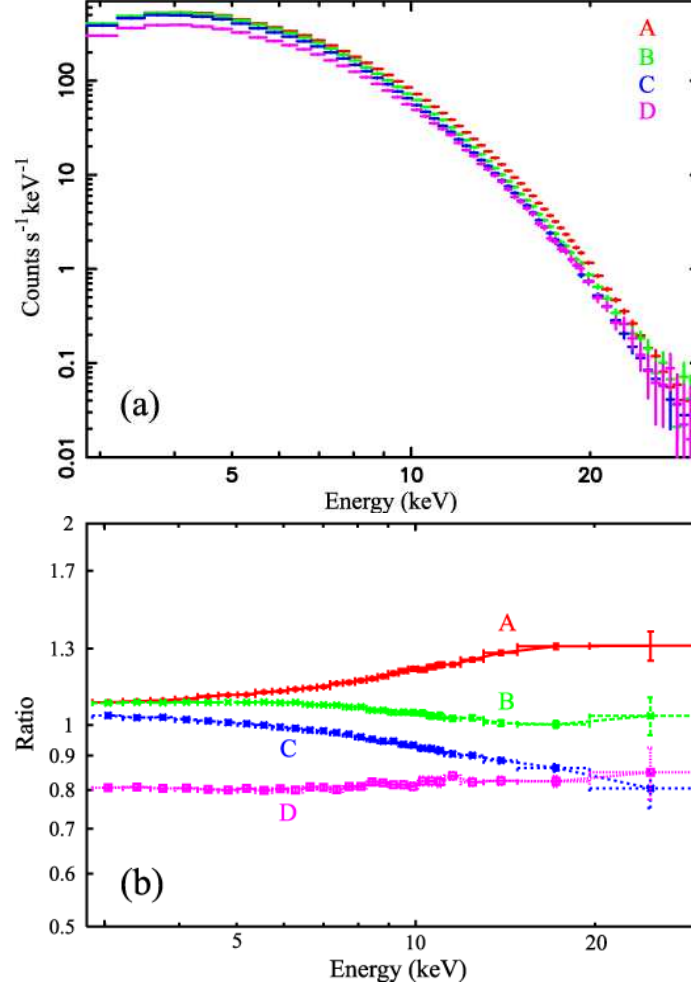 A
B
C
D
100
10
1
0.1
0.01
Counts s⁻¹keV⁻¹
(a)
5
10
20
Energy (keV)
2
1.7
1.3
1
0.9
0.8
0.7
0.6
0.5
Ratio
A
B
C
D
(b)
5
10
20
Energy (keV)